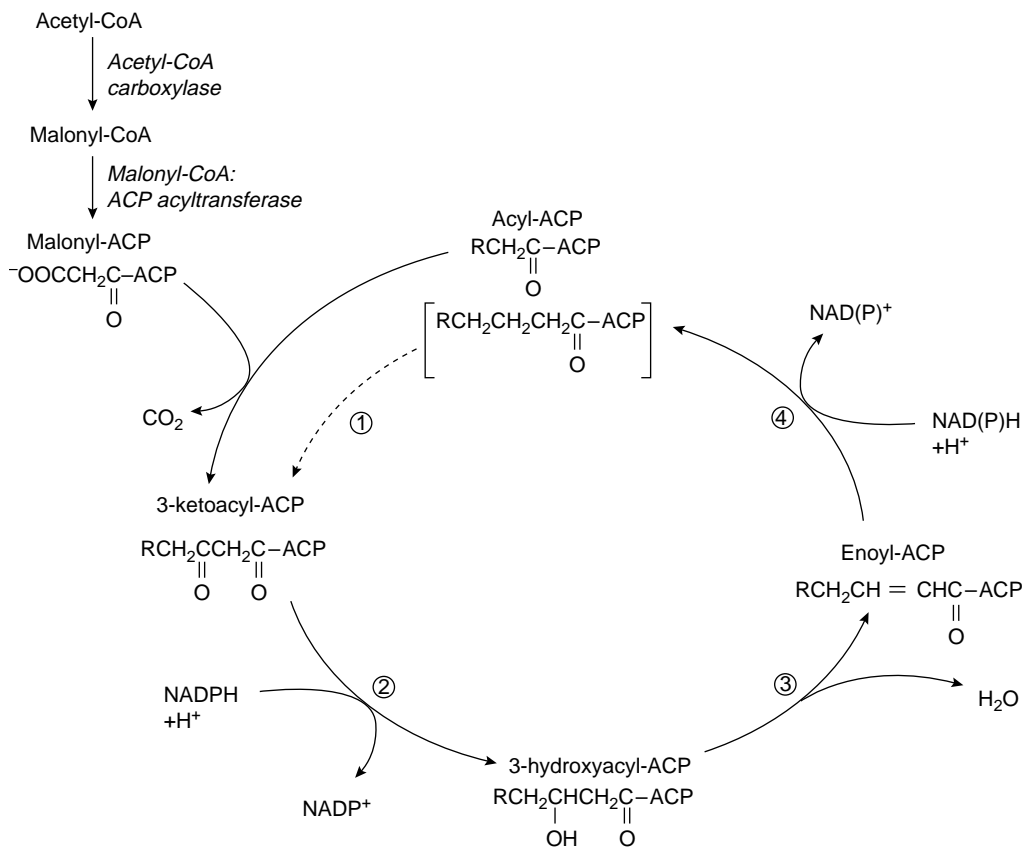 Acetyl-CoA
Acetyl-CoA
carboxylase
Malonyl-CoA
Malonyl-CoA:
ACP acyltransferase
Malonyl-ACP
⁻OOCCH₂C–ACP
O
Acyl-ACP
RCH₂C–ACP
O
RCH₂CH₂CH₂C–ACP
O
CO₂
①
3-ketoacyl-ACP
RCH₂CCH₂C–ACP
O O
NADPH
+H⁺
②
NADP⁺
3-hydroxyacyl-ACP
RCH₂CHCH₂C–ACP
OH O
③
H₂O
Enoyl-ACP
RCH₂CH = CHC–ACP
O
④
NAD(P)H
+H⁺
NAD(P)⁺